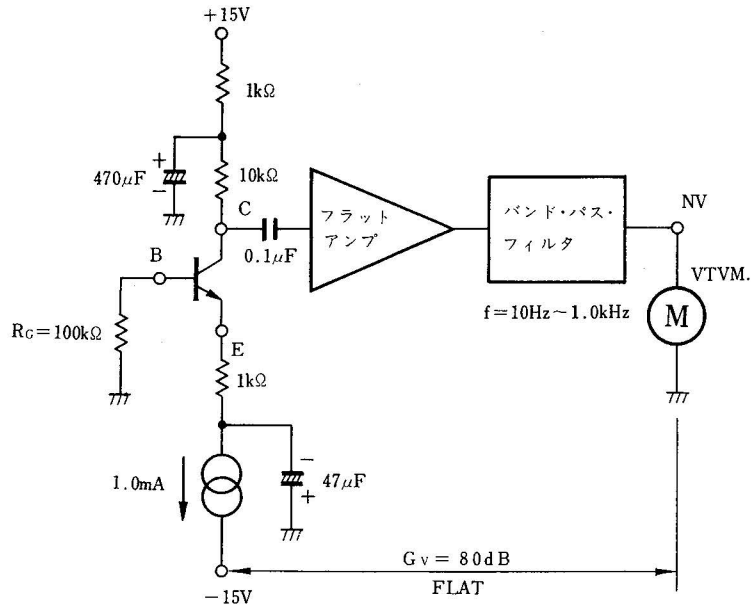 +15V
1kΩ
+
470μF
−
10kΩ
C
0.1μF
フラット
アンプ
バンド・パス・
フィルタ
NV
VTVM.
M
f=10Hz~1.0kHz
B
RG=100kΩ
E
1kΩ
1.0mA
−
47μF
+
GV=80dB
FLAT
−15V